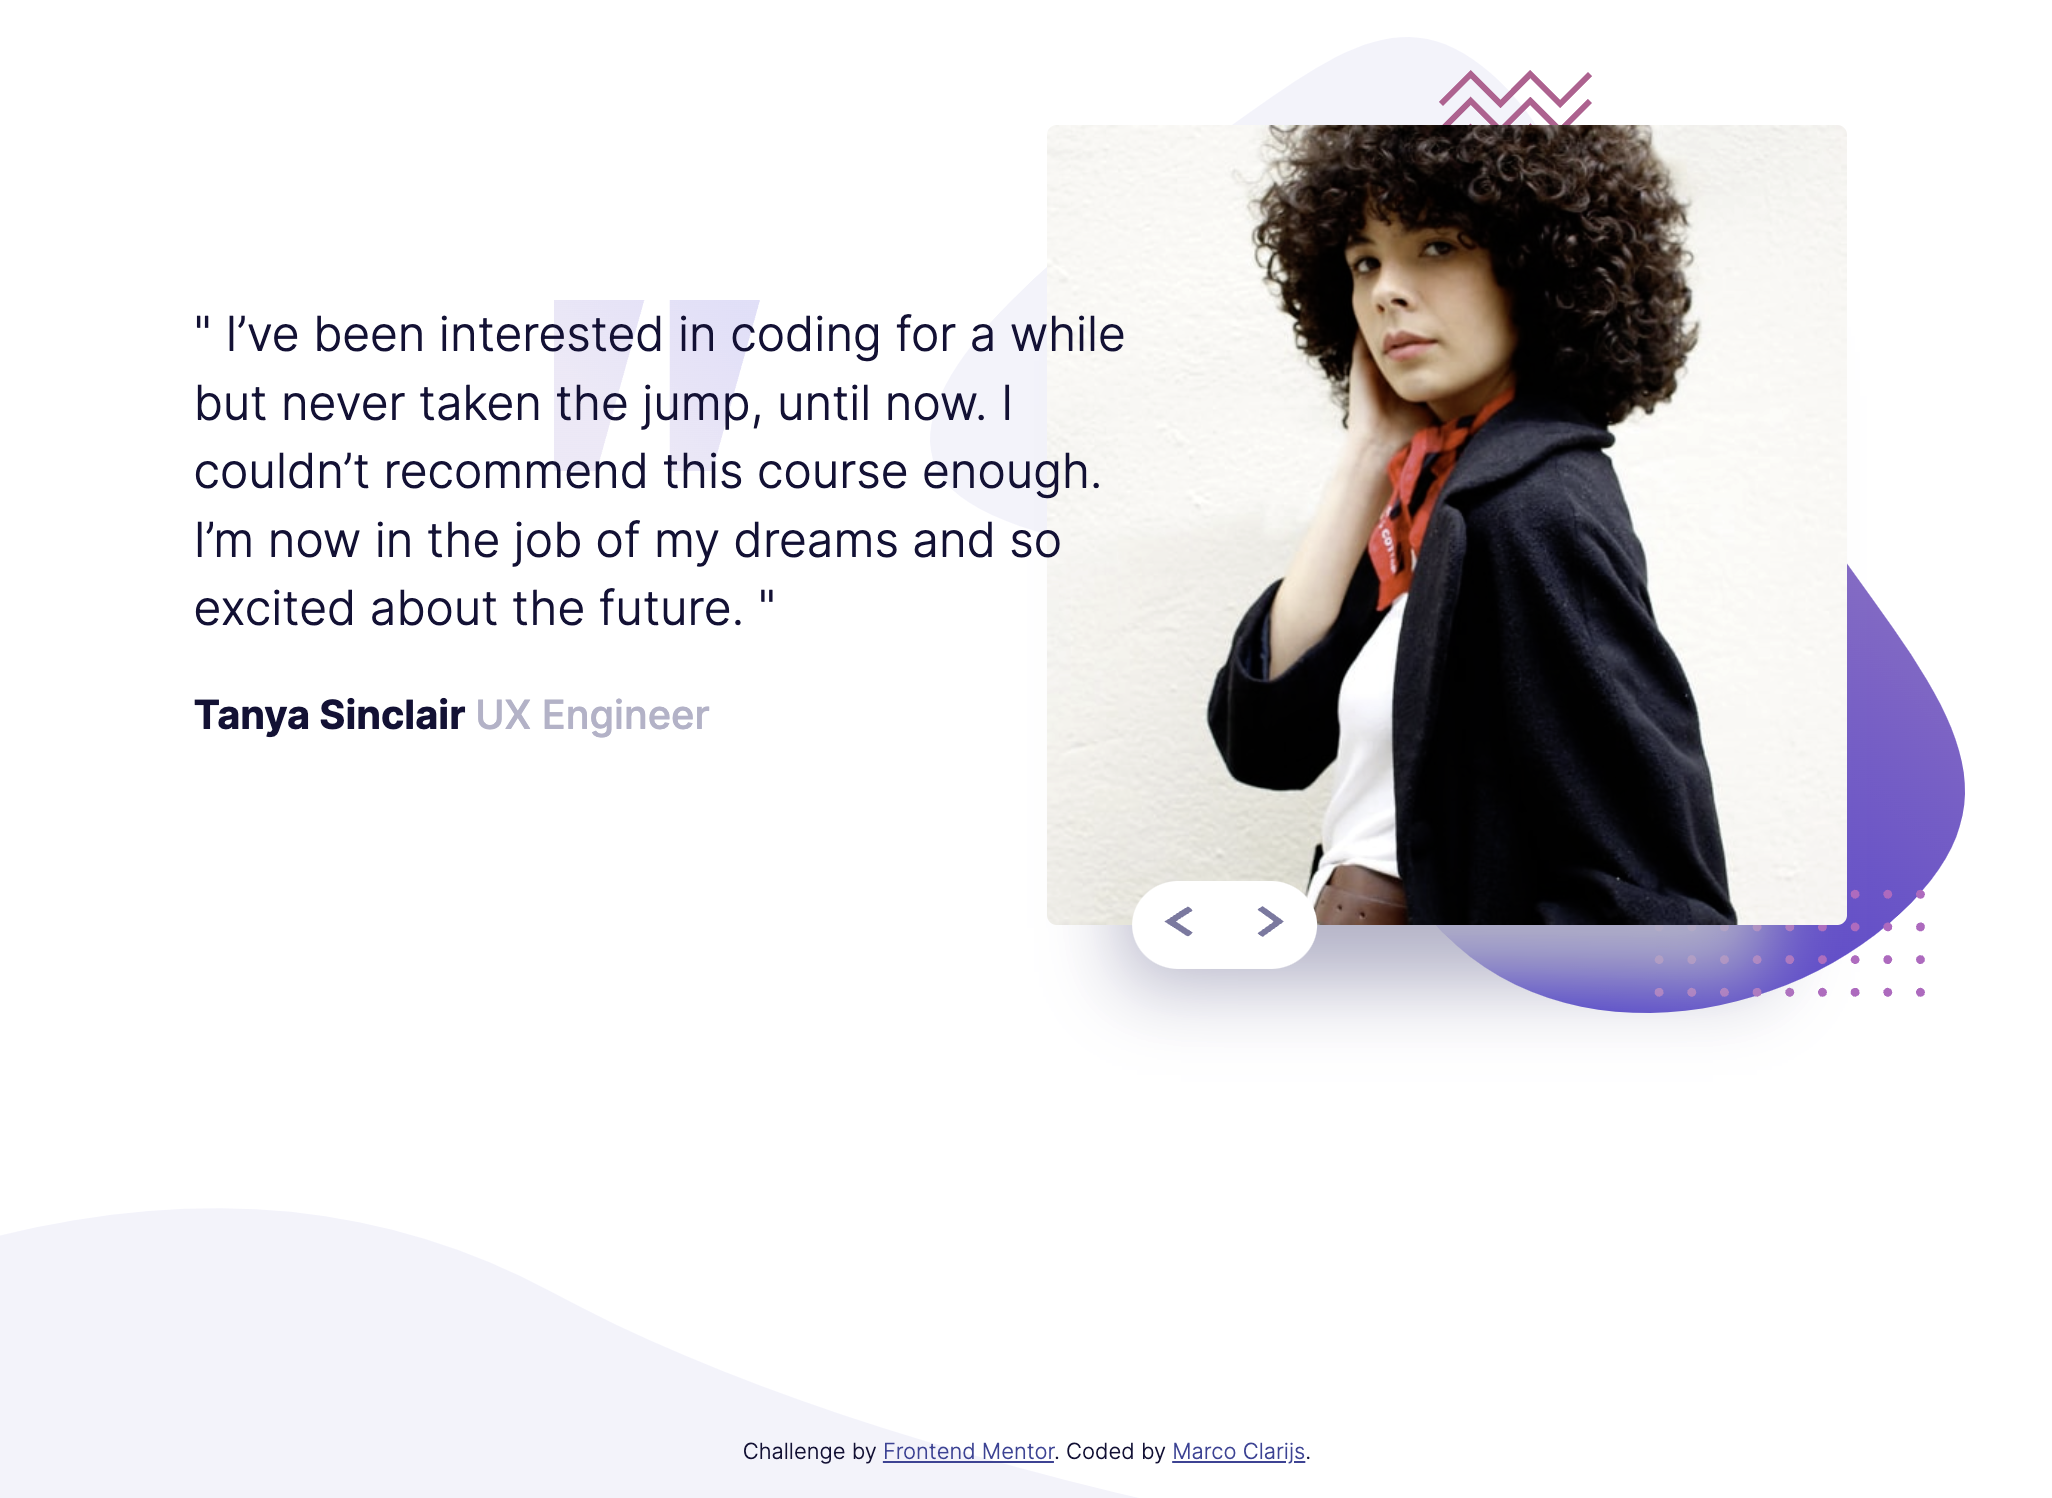 " I’ve been interested in coding for a while
but never taken the jump, until now. I
couldn’t recommend this course enough.
I’m now in the job of my dreams and so
excited about the future. "
Tanya Sinclair UX Engineer
Challenge by Frontend Mentor. Coded by Marco Clarijs.